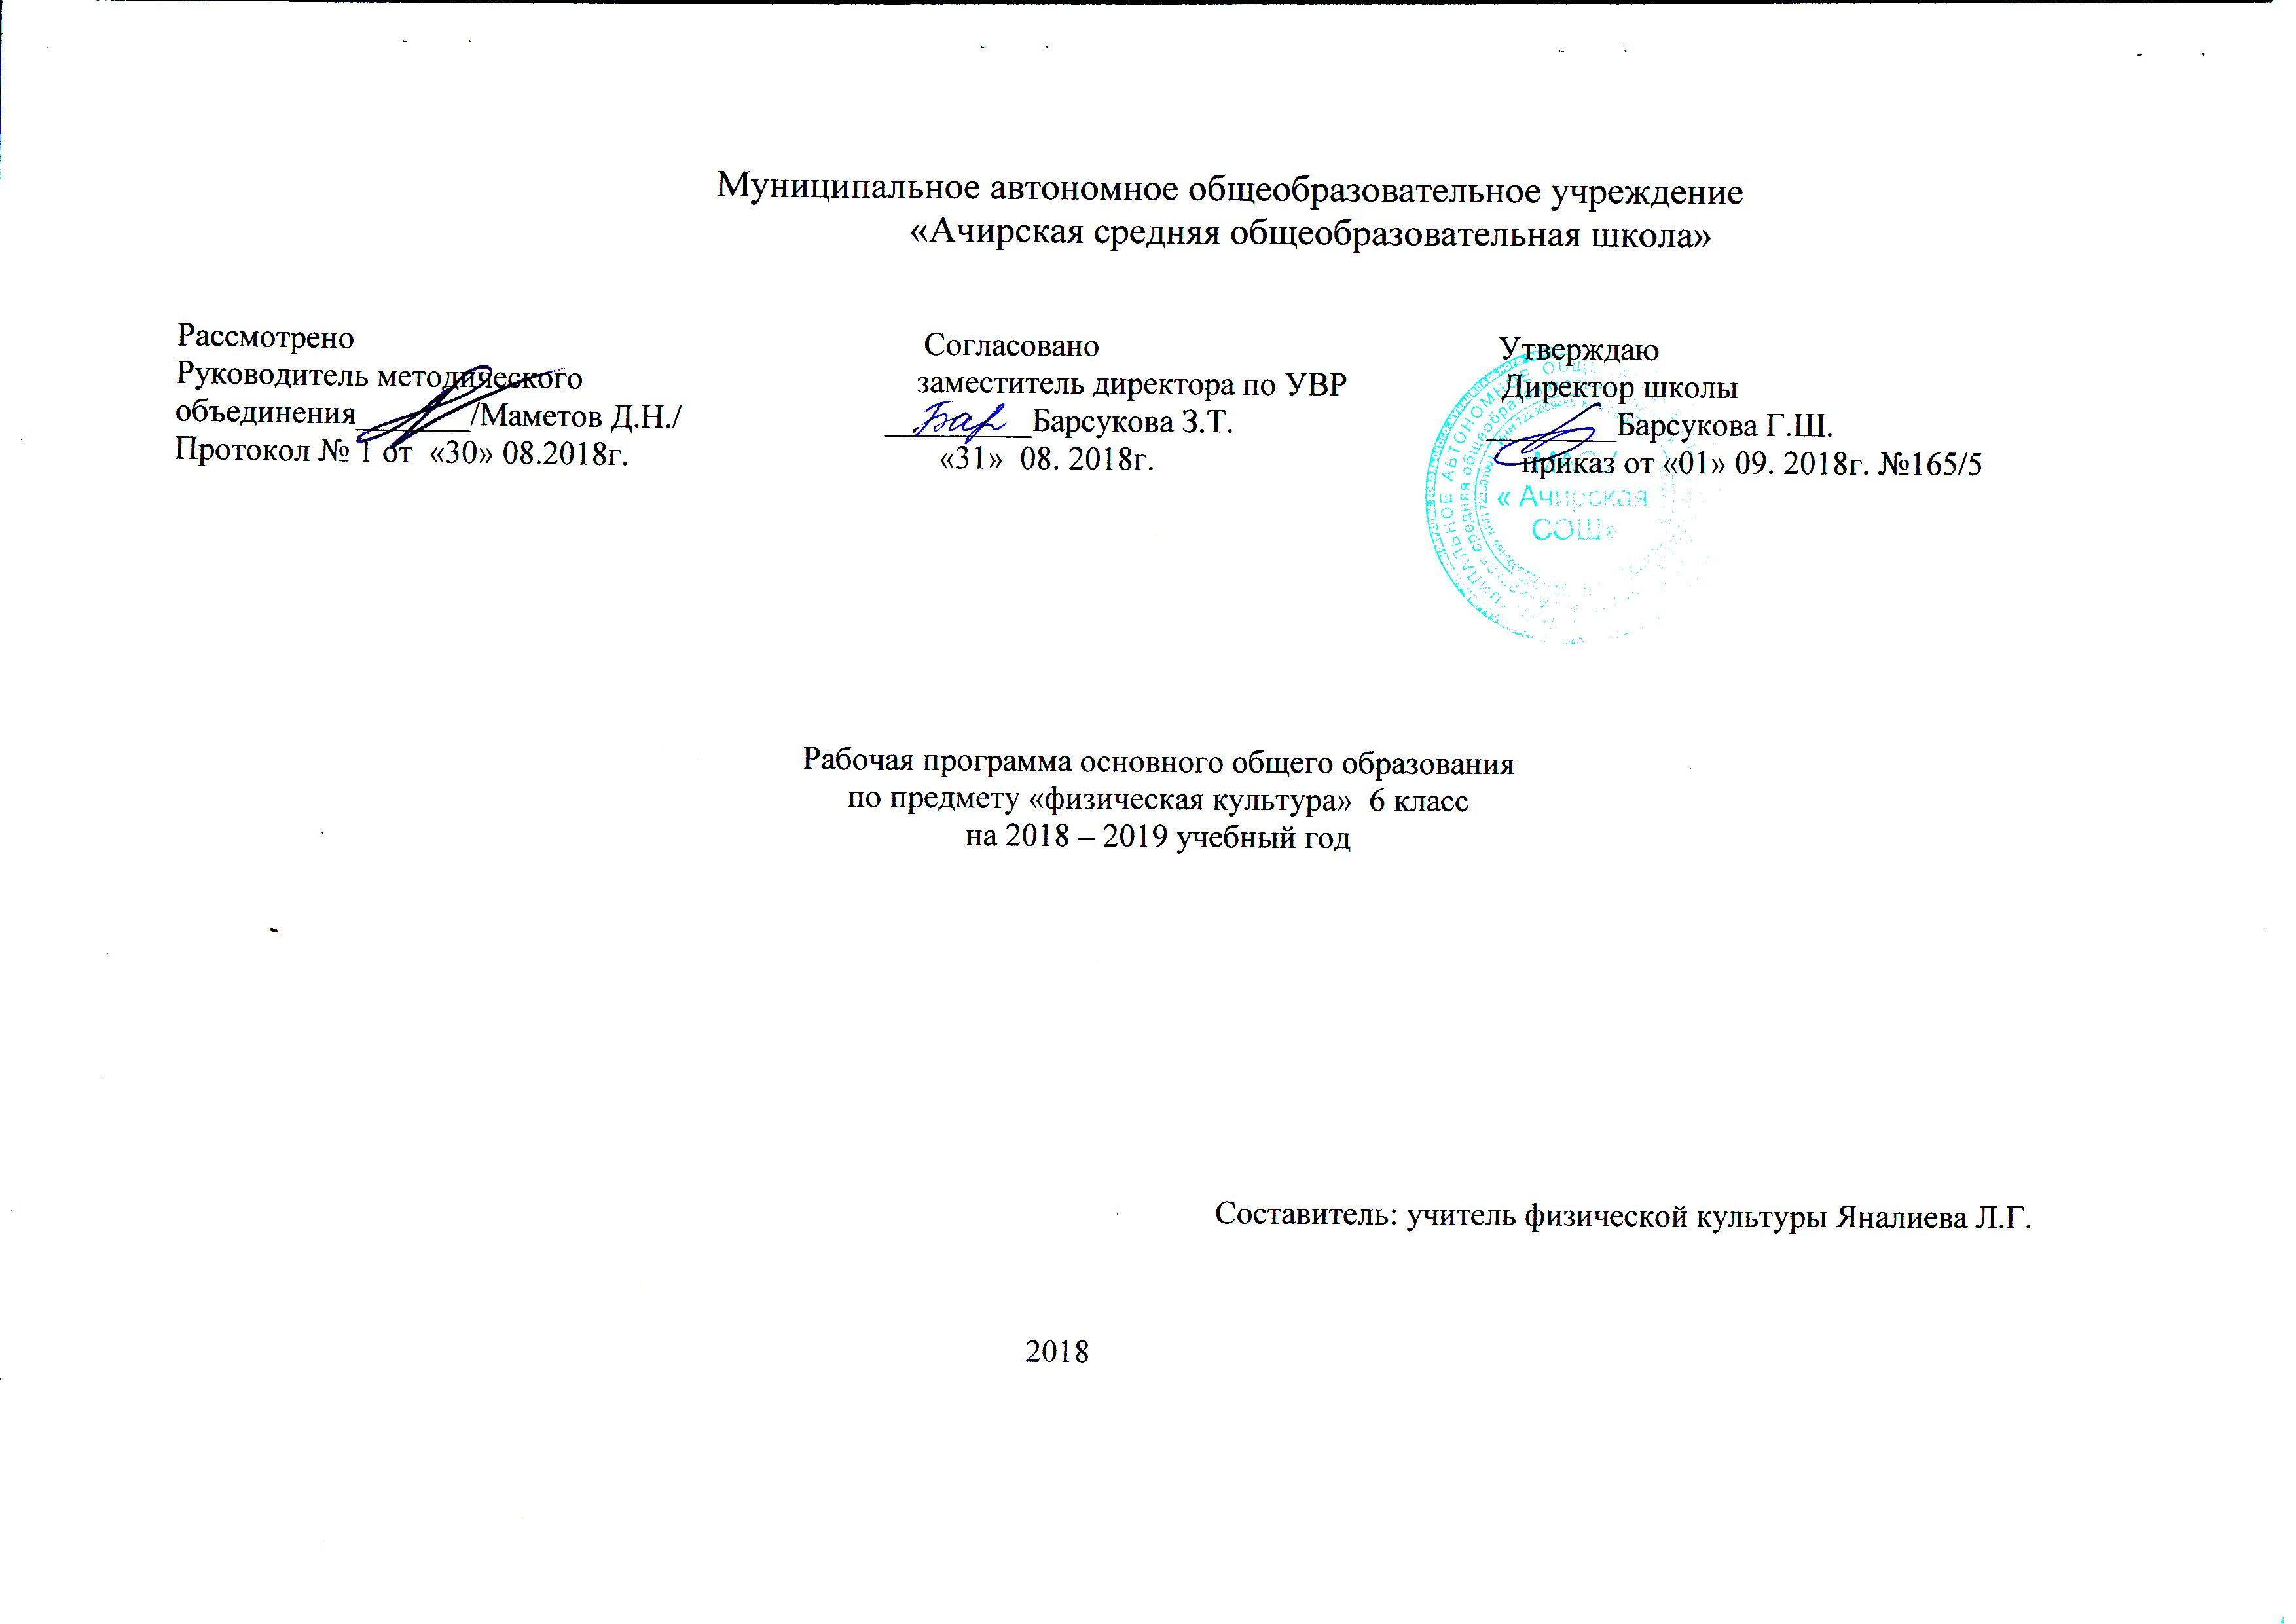 Муниципальное автономное общеобразовательное учреждение
«Ачирская средняя общеобразовательная школа»
Рассмотрено
Руководитель методического
объединения_______/Маметов Д.Н./
Протокол № 1 от «30» 08.2018г.
Согласовано
заместитель директора по УВР
Бар Барсукова З.Т.
«31» 08. 2018г.
Утверждаю
Директор школы
________Барсукова Г.Ш.
приказ от «01» 09. 2018г. №165/5
« Ачирская
СОШ»
Рабочая программа основного общего образования
по предмету «физическая культура» 6 класс
на 2018 – 2019 учебный год
Составитель: учитель физической культуры Яналиева Л.Г.
2018